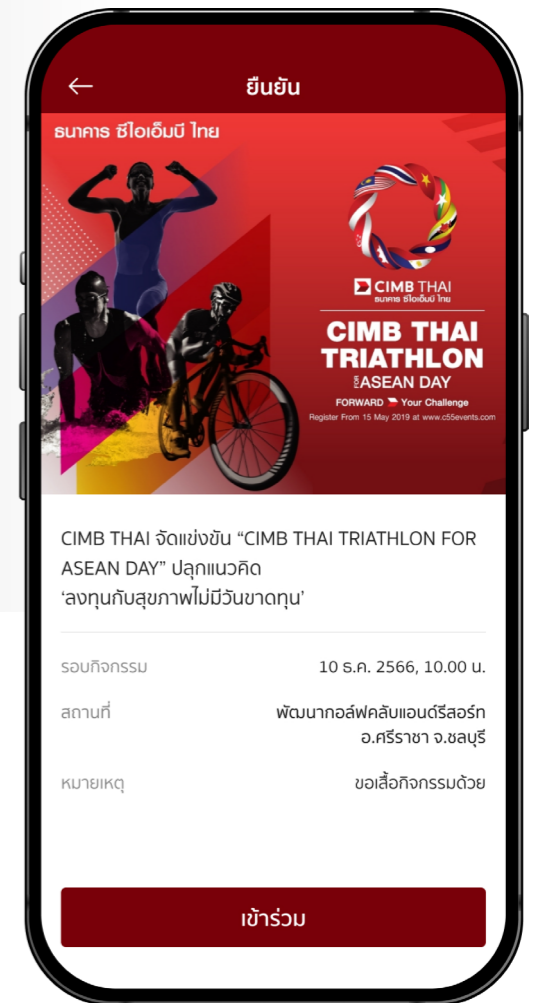 ยืนยัน
ธนาคาร ซีไอเอ็มบี ไทย
CIMB THAI
ธนาคาร ซีไอเอ็มบี ไทย
CIMB THAI
TRIATHLON
FOR ASEAN DAY
FORWARD Your Challenge
Register From 15 May 2019 at www.c55events.com
CIMB THAI จัดแข่งขัน “CIMB THAI TRIATHLON FOR
ASEAN DAY” ปลุกแนวคิด
‘ลงทุนกับสุขภาพไม่มีวันขาดทุน’
รอบกิจกรรม 10 ธ.ค. 2566, 10.00 น.
สถานที่ พัฒนากอล์ฟคลับแอนด์รีสอร์ท
อ.ศรีราชา จ.ชลบุรี
หมายเหตุ ขอเสื้อกิจกรรมด้วย
เข้าร่วม